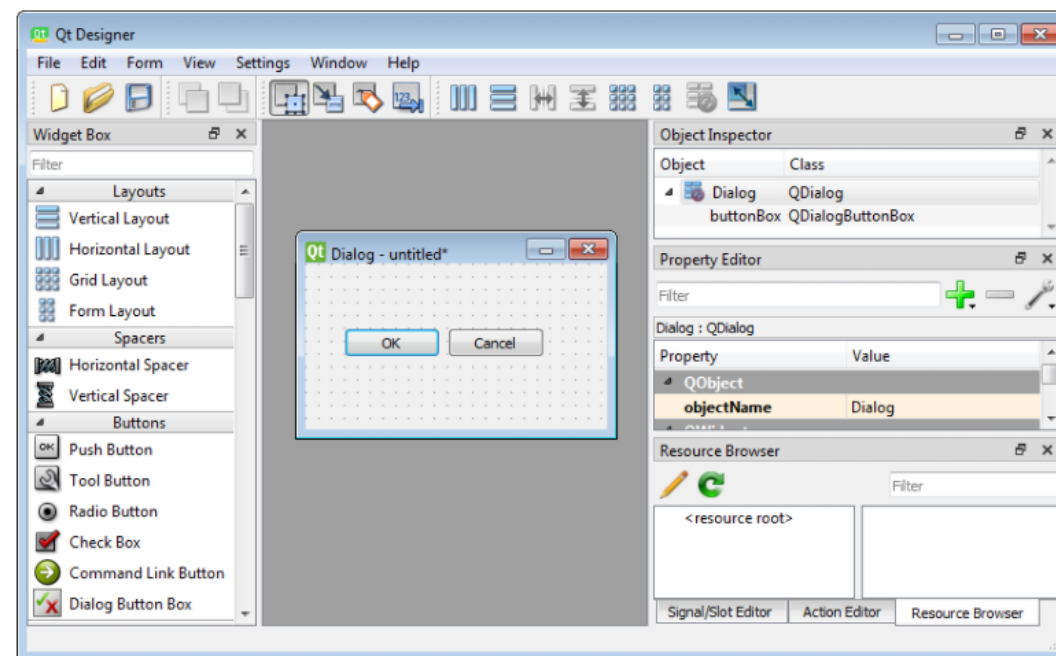 Qt Designer
File Edit Form View Settings Window Help
Widget Box
Filter
Layouts
Vertical Layout
Horizontal Layout
Grid Layout
Form Layout
Spacers
Horizontal Spacer
Vertical Spacer
Buttons
OK Push Button
Tool Button
Radio Button
Check Box
Command Link Button
Dialog Button Box
Qt Dialog - untitled*
OK Cancel
Object Inspector
Object Class
Dialog QDialog
buttonBox QDialogButtonBox
Property Editor
Filter
Dialog : QDialog
Property Value
QObject
objectName Dialog
Resource Browser
Filter
<resource root>
Signal/Slot Editor Action Editor Resource Browser